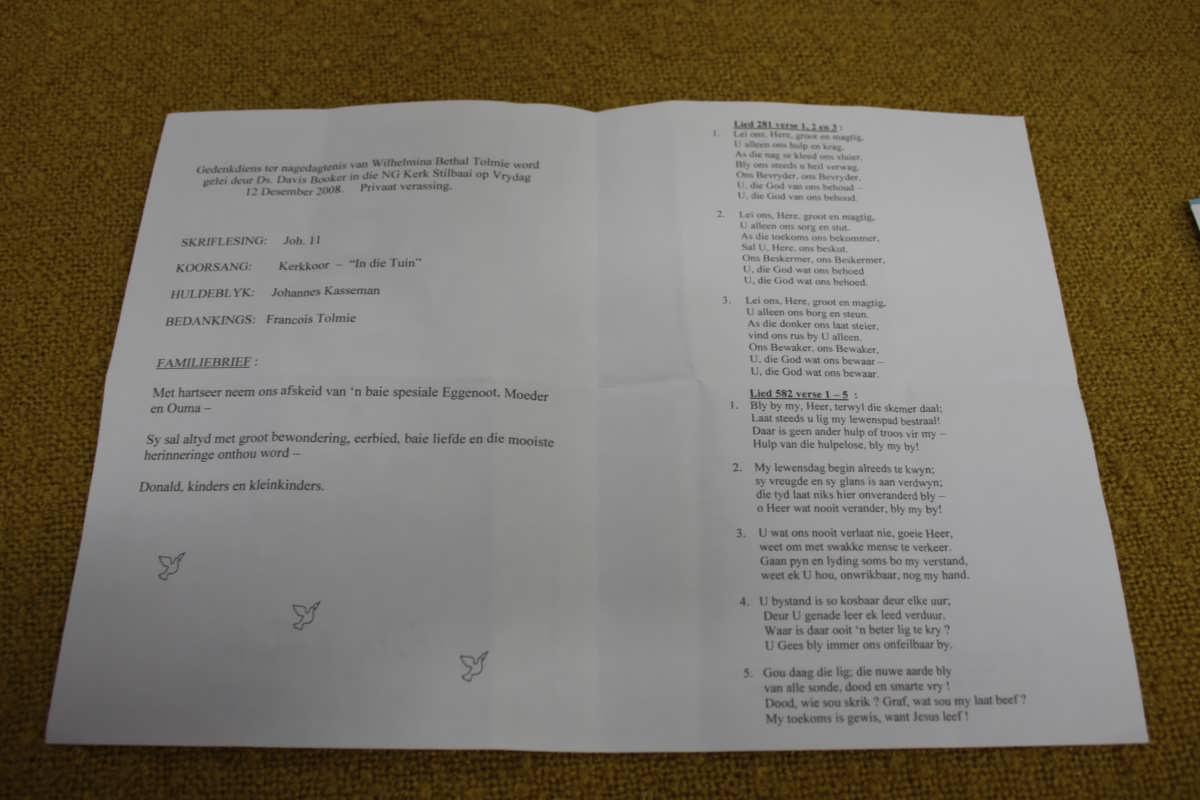 Gedenkdiens ter nagedagtenis van Wilhelmina Bethal Tolmie word
gelei deur Ds. Davis Booker in die NG Kerk Stilbaai op Vrydag
12 Desember 2008. Privaat verassing.
SKRIFLESING: Joh. 11
KOORSANG: Kerkkoor – “In die Tuin”
HULDEBLYK: Johannes Kasseman
BEDANKINGS: Francois Tolmie
FAMILIEBRIEF :
Met hartseer neem ons afskeid van ‘n baie spesiale Eggenoot, Moeder
en Ouma –
Sy sal altyd met groot bewondering, eerbied, baie liefde en die mooiste
herinneringe onthou word –
Donald, kinders en kleinkinders.
Lied 281 verse 1, 2 en 3 :
1. Lei ons, Here, groot en magtig,
U alleen ons hulp en krag.
As die nag se kleed ons sluier,
Bly ons steeds u heil verwag.
Ons Bevryder, ons Bevryder,
U, die God van ons behoud –
U, die God van ons behoud.
2. Lei ons, Here, groot en magtig,
U alleen ons sorg en stut.
As die toekoms ons bekommer,
Sal U, Here, ons beskut.
Ons Beskermer, ons Beskermer,
U, die God wat ons behoed
U, die God wat ons behoed.
3. Lei ons, Here, groot en magtig,
U alleen ons borg en steun.
As die donker ons laat steier,
vind ons rus by U alleen.
Ons Bewaker, ons Bewaker,
U, die God wat ons bewaar –
U, die God wat ons bewaar.
Lied 582 verse 1 – 5 :
1. Bly by my, Heer, terwyl die skemer daal;
Laat steeds u lig my lewenspad bestraal!
Daar is geen ander hulp of troos vir my –
Hulp van die hulpelose, bly my by!
2. My lewensdag begin alreeds te kwyn;
sy vreugde en sy glans is aan verdwyn;
die tyd laat niks hier onveranderd bly –
o Heer wat nooit verander, bly my by!
3. U wat ons nooit verlaat nie, goeie Heer,
weet om met swakke mense te verkeer.
Gaan pyn en lyding soms bo my verstand,
weet ek U hou, onwrikbaar, nog my hand.
4. U bystand is so kosbaar deur elke uur;
Deur U genade leer ek leed verduur.
Waar is daar ooit ‘n beter lig te kry ?
U Gees bly immer ons onfeilbaar by.
5. Gou daag die lig; die nuwe aarde bly
van alle sonde, dood en smarte vry !
Dood, wie sou skrik ? Graf, wat sou my laat beef ?
My toekoms is gewis, want Jesus leef !